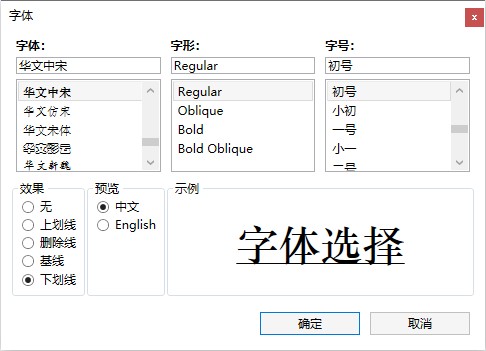 字体
x
字体:
字形:
字号:
华文中宋
Regular
初号
华文中宋
华文仿宋
华文宋体
华文彩云
华文新魏
Regular
Oblique
Bold
Bold Oblique
初号
小初
一号
小一
二号
效果
无
上划线
删除线
基线
下划线
预览
中文
English
示例
字体选择
确定
取消